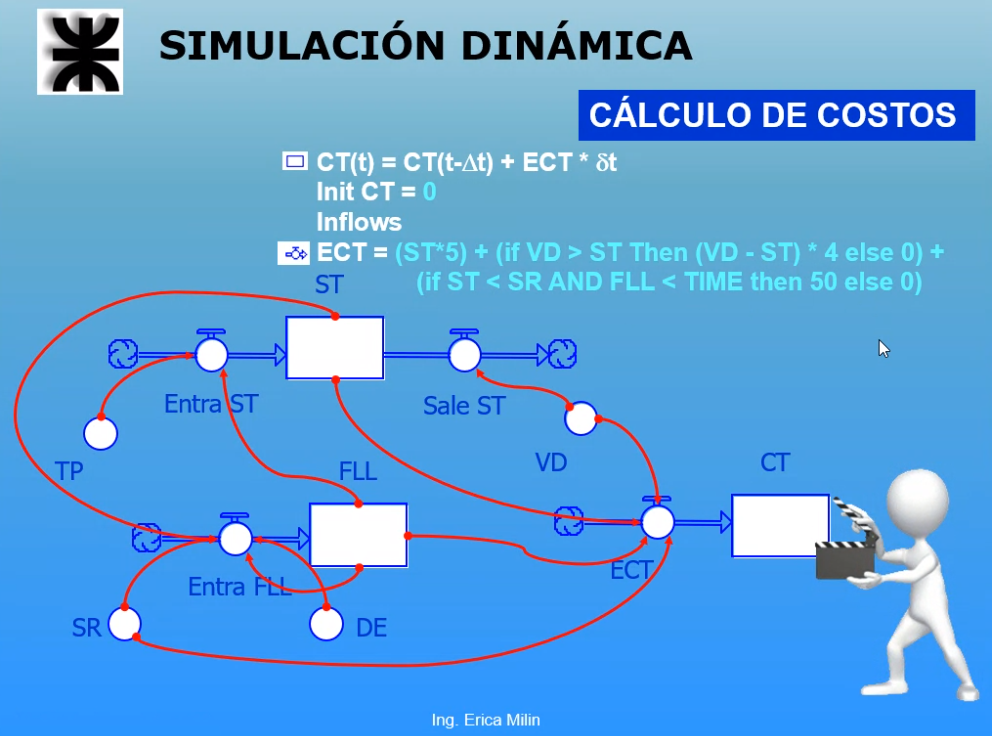 SIMULACIÓN DINÁMICA
CÁLCULO DE COSTOS
CT(t) = CT(t-Δt) + ECT * δt
Init CT = 0
Inflows
ECT = (ST*5) + (if VD > ST Then (VD - ST) * 4 else 0) +
(if ST < SR AND FLL < TIME then 50 else 0)
ST
Entra ST
Sale ST
TP
FLL
VD
CT
Entra FLL
ECT
SR
DE
Ing. Erica Milin